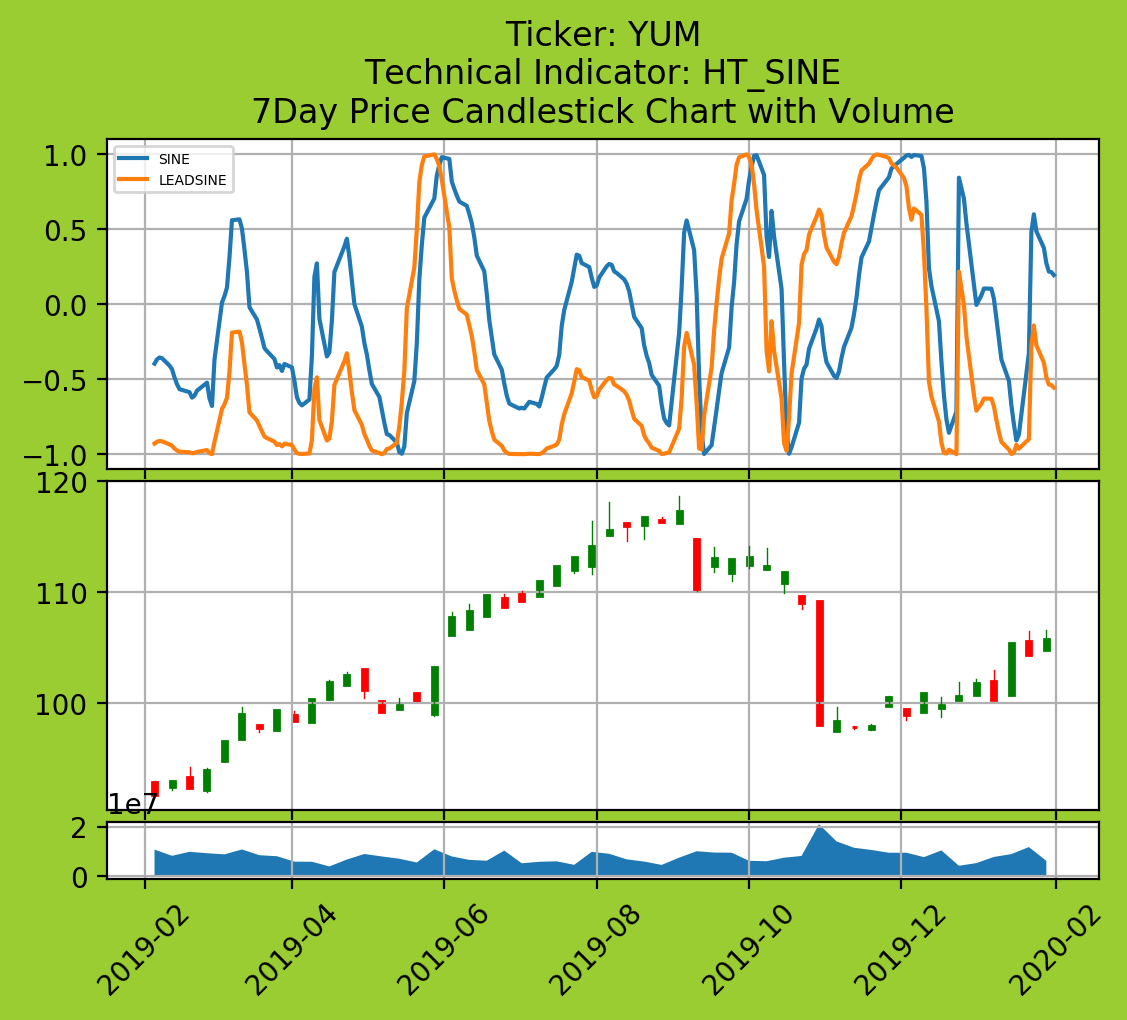 Ticker: YUM
Technical Indicator: HT_SINE
7Day Price Candlestick Chart with Volume
SINE
LEADSINE
1.0
0.5
0.0
−0.5
−1.0
120
110
100
1e7
2
0
2019-02
2019-04
2019-06
2019-08
2019-10
2019-12
2020-02